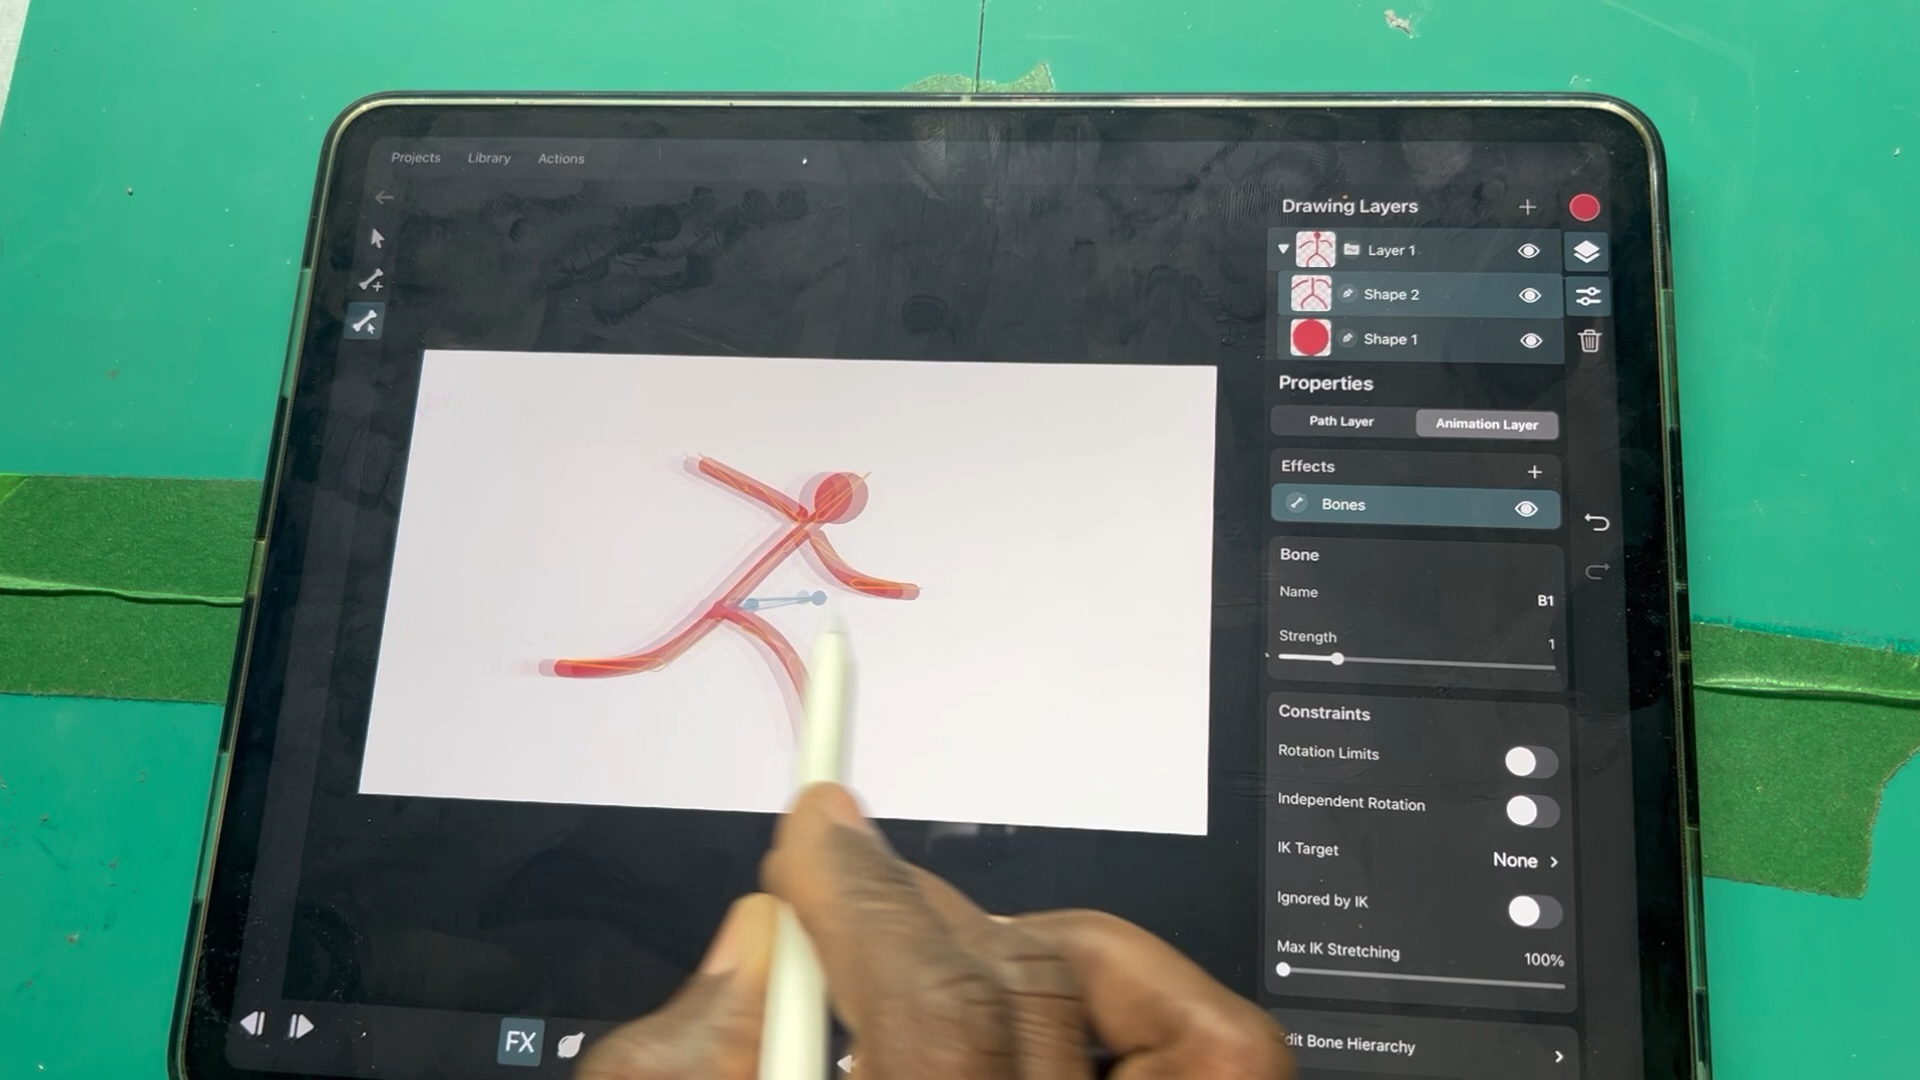 Projects Library Actions
Drawing Layers
Layer 1
Shape 2
Shape 1
Properties
Path Layer Animation Layer
Effects
Bones
Bone
Name B1
Strength 1
Constraints
Rotation Limits
Independent Rotation
IK Target None
Ignored by IK
Max IK Stretching 100%
dit Bone Hierarchy
FX